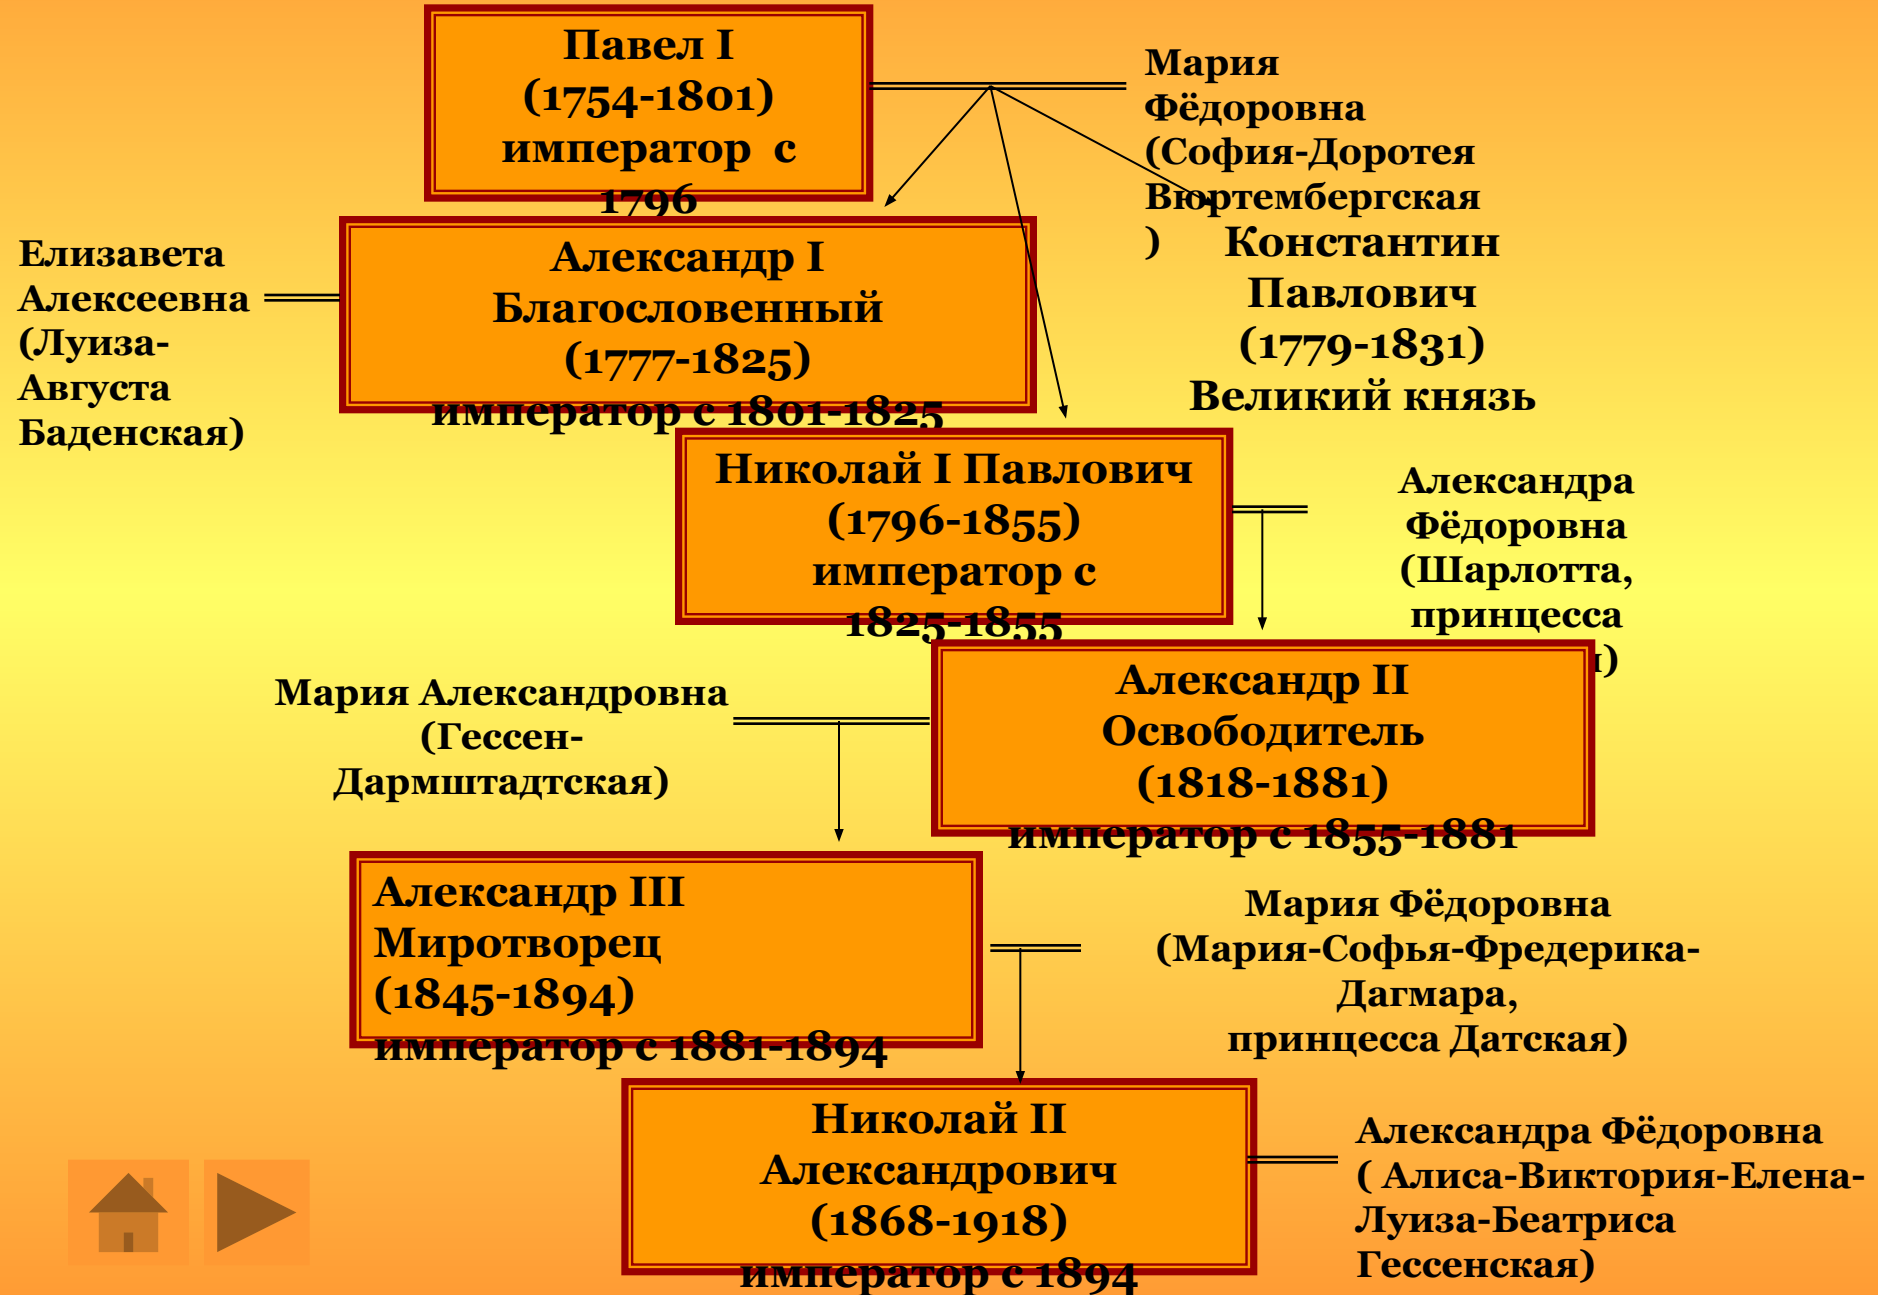 Павел I
(1754-1801)
император с
1796
Мария
Фёдоровна
(София-Доротея
Вюртембергская
)
Елизавета
Алексеевна
(Луиза-
Августа
Баденская)
Александр I
Благословенный
(1777-1825)
император с 1801-1825
Константин
Павлович
(1779-1831)
Великий князь
Николай I Павлович
(1796-1855)
император с
1825-1855
Александра
Фёдоровна
(Шарлотта,
принцесса
)
Мария Александровна
(Гессен-
Дармштадтская)
Александр II
Освободитель
(1818-1881)
император с 1855-1881
Александр III
Миротворец
(1845-1894)
император с 1881-1894
Мария Фёдоровна
(Мария-Софья-Фредерика-
Дагмара,
принцесса Датская)
Николай II
Александрович
(1868-1918)
император с 1894
Александра Фёдоровна
( Алиса-Виктория-Елена-
Луиза-Беатриса
Гессенская)